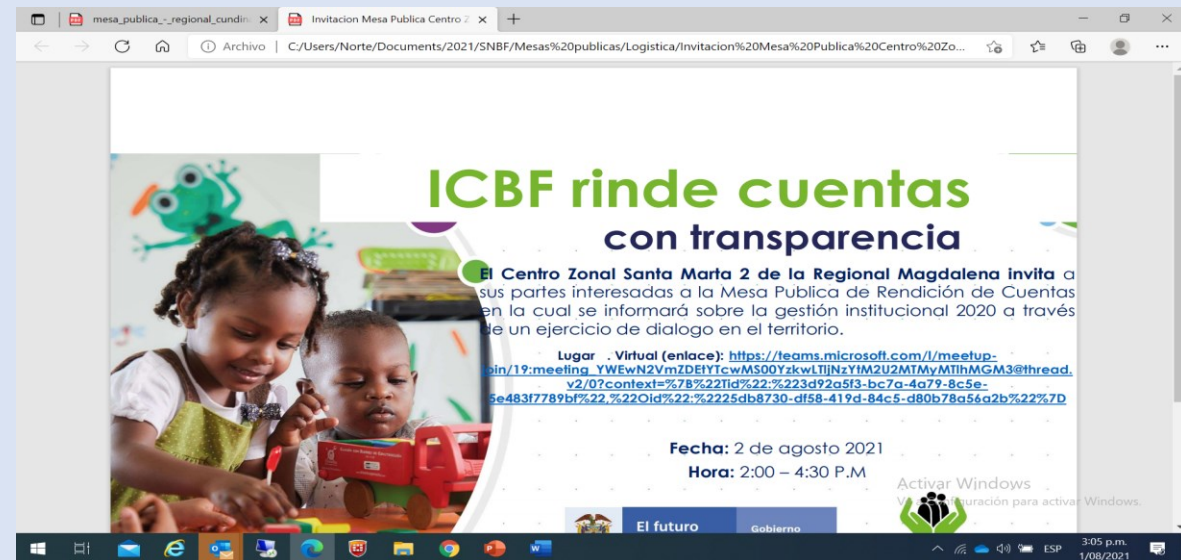 mesa_publica_-_regional_cundin
Invitacion Mesa Publica Centro Z
Archivo
C:/Users/Norte/Documents/2021/SNBF/Mesas%20publicas/Logistica/Invitacion%20Mesa%20Publica%20Centro%20Zo...
ICBF rinde cuentas
con transparencia
El Centro Zonal Santa Marta 2 de la Regional Magdalena invita a
sus partes interesadas a la Mesa Publica de Rendición de Cuentas
en la cual se informará sobre la gestión institucional 2020 a través
de un ejercicio de dialogo en el territorio.
Lugar . Virtual (enlace): https://teams.microsoft.com/l/meetup-
join/19:meeting_YWEwN2VmZDEtYTcwMS00YzkwLTljNzYtM2U2MTMyMTlhMGM3@thread.
v2/0?context=%7B%22Tid%22:%223d92a5f3-bc7a-4a79-8c5e-
5e483f7789bf%22,%22Oid%22:%2225db8730-df58-419d-84c5-d80b78a56a2b%22%7D
Fecha: 2 de agosto 2021
Hora: 2:00 – 4:30 P.M
Activar Windows
para activar Windows.
El futuro
Gobierno
ESP
3:05 p.m.
1/08/2021